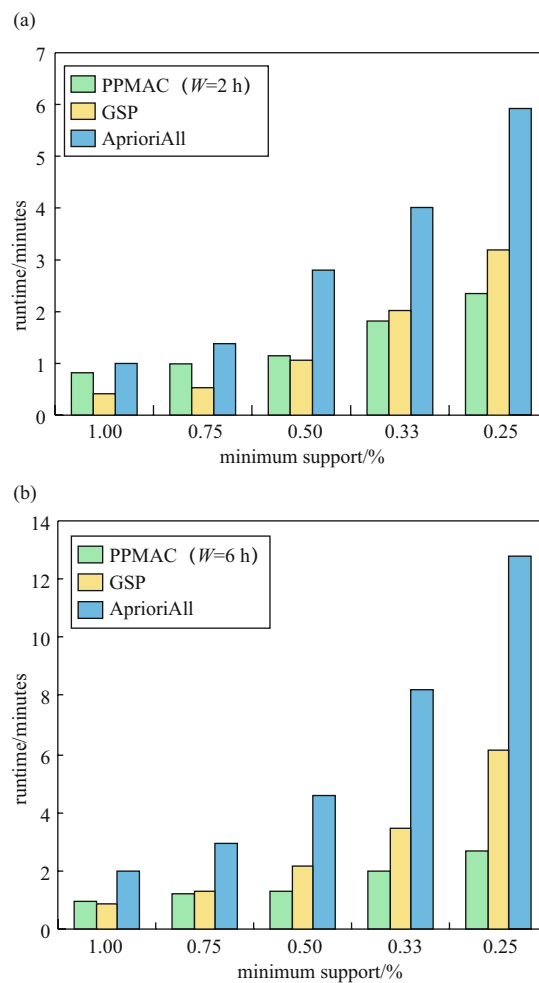 (a)
7
6
5
4
3
2
1
0
runtime/minutes
PPMAC (W=2 h)
GSP
AprioriAll
1.00 0.75 0.50 0.33 0.25
minimum support/%
(b)
14
12
10
8
6
4
2
0
runtime/minutes
PPMAC (W=6 h)
GSP
AprioriAll
1.00 0.75 0.50 0.33 0.25
minimum support/%